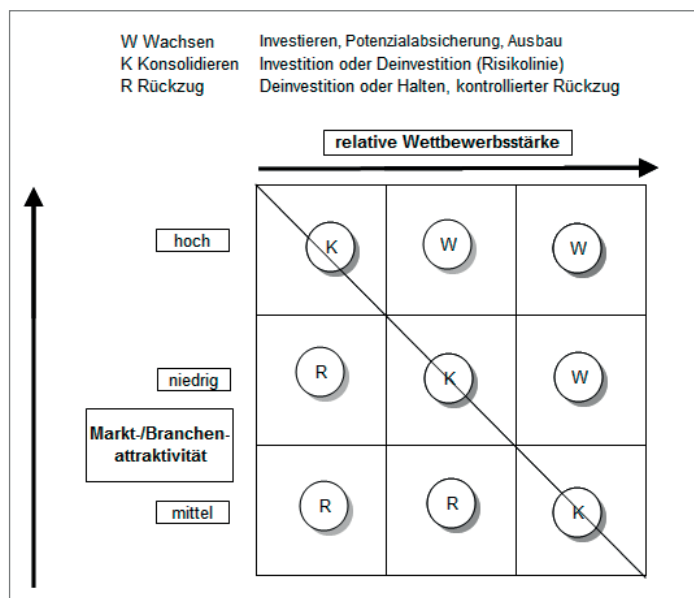 W Wachsen Investieren, Potenzialabsicherung, Ausbau
K Konsolidieren Investition oder Deinvestition (Risikolinie)
R Rückzug Deinvestition oder Halten, kontrollierter Rückzug
relative Wettbewerbsstärke
hoch K W W
niedrig R K W
Markt-/Branchen-
attraktivität
mittel R R K